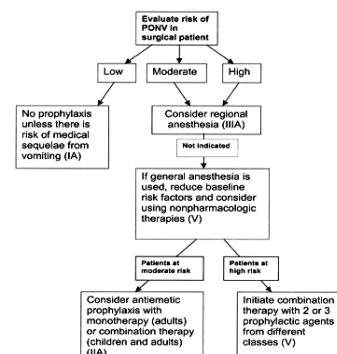 Evaluate risk of
PONV in
surgical patient
Low
Moderate
High
No prophylaxis
unless there is
risk of medical
sequelae from
vomiting (IA)
Consider regional
anesthesia (IIIA)
Not indicated
If general anesthesia is
used, reduce baseline
risk factors and consider
using nonpharmacologic
therapies (V)
Patients at
moderate risk
Patients at
high risk
Consider antiemetic
prophylaxis with
monotherapy (adults)
or combination therapy
(children and adults)
(IIA)
Initiate combination
therapy with 2 or 3
prophylactic agents
from different
classes (V)